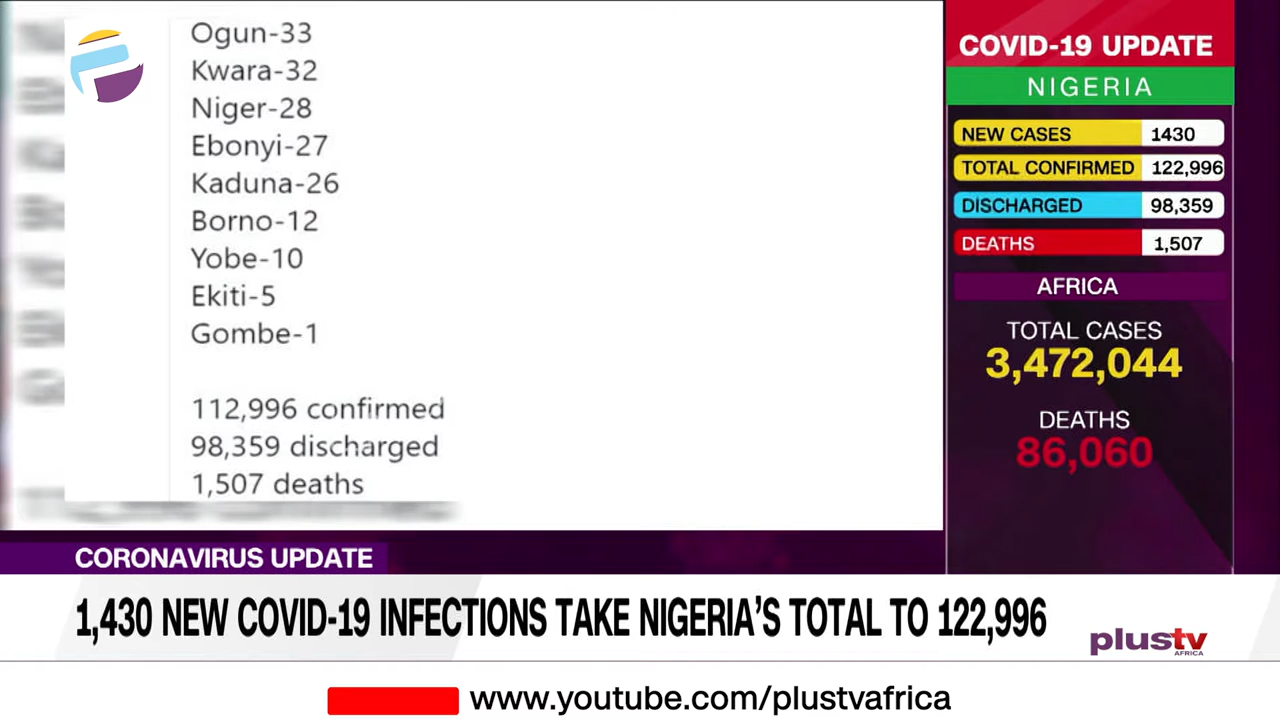 Ogun-33
Kwara-32
Niger-28
Ebonyi-27
Kaduna-26
Borno-12
Yobe-10
Ekiti-5
Gombe-1
112,996 confirmed
98,359 discharged
1,507 deaths
COVID-19 UPDATE
NIGERIA
NEW CASES 1430
TOTAL CONFIRMED 122,996
DISCHARGED 98,359
DEATHS 1,507
AFRICA
TOTAL CASES
3,472,044
DEATHS
86,060
CORONAVIRUS UPDATE
1,430 NEW COVID-19 INFECTIONS TAKE NIGERIA'S TOTAL TO 122,996
plustv
AFRICA
www.youtube.com/plustvafrica